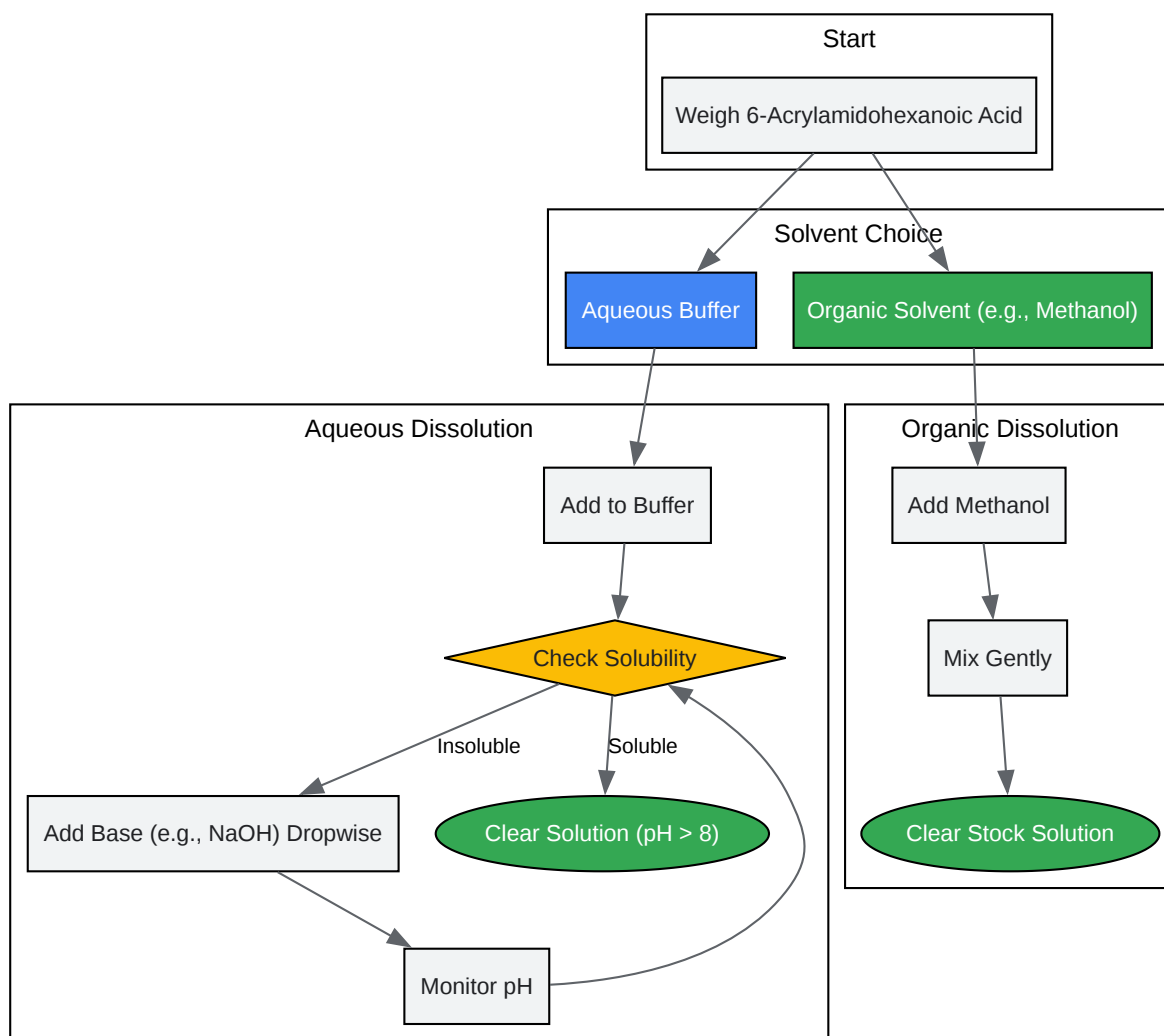 Start
Weigh 6-Acrylamidohexanoic Acid
Solvent Choice
Aqueous Buffer
Organic Solvent (e.g., Methanol)
Aqueous Dissolution
Add to Buffer
Check Solubility
Insoluble
Soluble
Add Base (e.g., NaOH) Dropwise
Clear Solution (pH > 8)
Monitor pH
Organic Dissolution
Add Methanol
Mix Gently
Clear Stock Solution